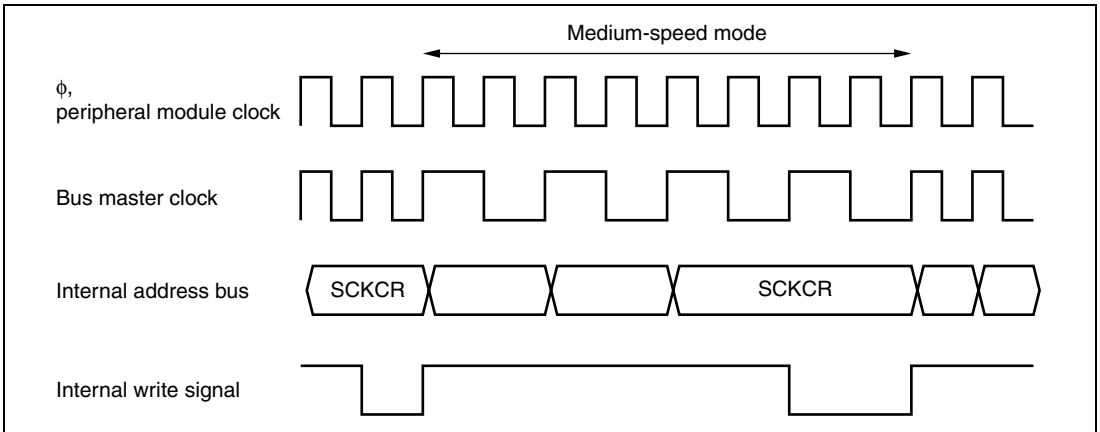 Medium-speed mode
ϕ,
peripheral module clock
Bus master clock
Internal address bus
SCKCR
SCKCR
Internal write signal